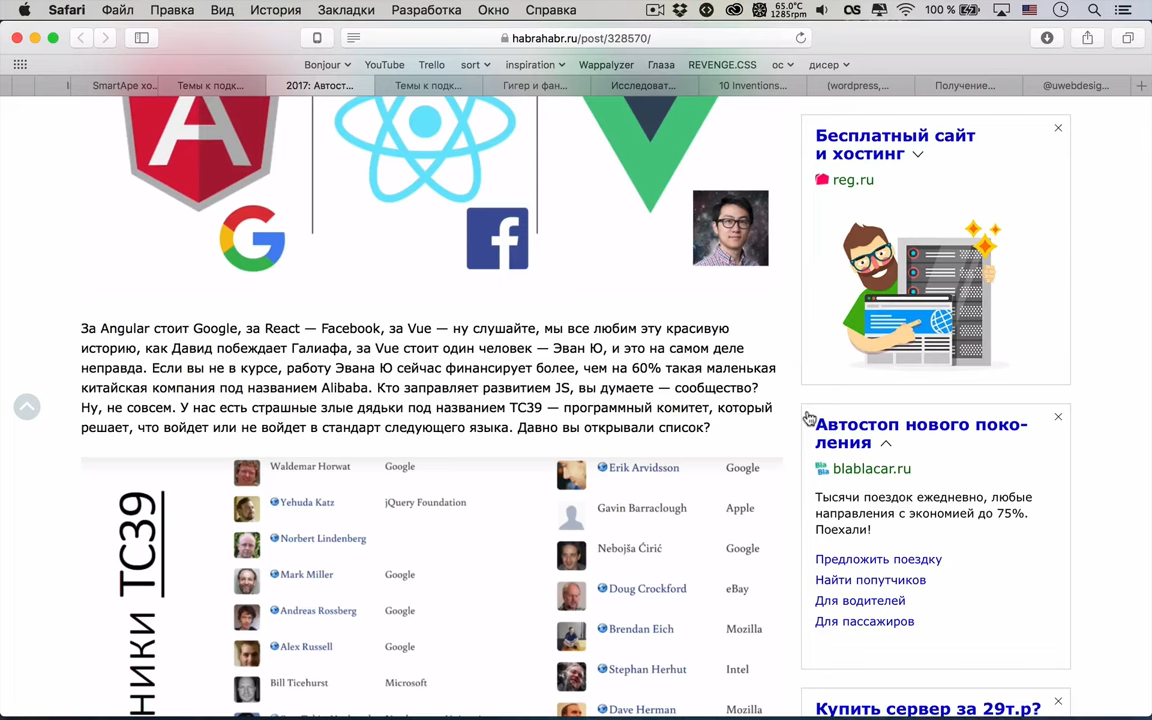 Safari Файл Правка Вид История Закладки Разработка Окно Справка 65.0°C 1285rpm 100 %
habrahabr.ru/post/328570/
Bonjour YouTube Trello sort inspiration Wappalyzer Глаза REVENGE.CSS ос дисер
SmartApe хо... Темы к подк... 2017: Автост... Темы к подк... Гигер и фан... Исследоват... 10 Inventions... (wordpress,... Получение... @uwebdesig...
За Angular стоит Google, за React — Facebook, за Vue — ну слушайте, мы все любим эту красивую
историю, как Давид побеждает Галиафа, за Vue стоит один человек — Эван Ю, и это на самом деле
неправда. Если вы не в курсе, работу Эвана Ю сейчас финансирует более, чем на 60% такая маленькая
китайская компания под названием Alibaba. Кто заправляет развитием JS, вы думаете — сообщество?
Ну, не совсем. У нас есть страшные злые дядьки под названием TC39 — программный комитет, который
решает, что войдет или не войдет в стандарт следующего языка. Давно вы открывали список?
ники TC39
Waldemar Horwat Google
Yehuda Katz jQuery Foundation
Norbert Lindenberg
Mark Miller Google
Andreas Rossberg Google
Alex Russell Google
Bill Ticehurst Microsoft
Erik Arvidsson Google
Gavin Barraclough Apple
Nebojša Ćirić Google
Doug Crockford eBay
Brendan Eich Mozilla
Stephan Herhut Intel
Dave Herman Mozilla
Бесплатный сайт
и хостинг
reg.ru
Автостоп нового поко-
ления
blablacar.ru
Тысячи поездок ежедневно, любые
направления с экономией до 75%.
Поехали!
Предложить поездку
Найти попутчиков
Для водителей
Для пассажиров
Купить сервер за 29т.р?